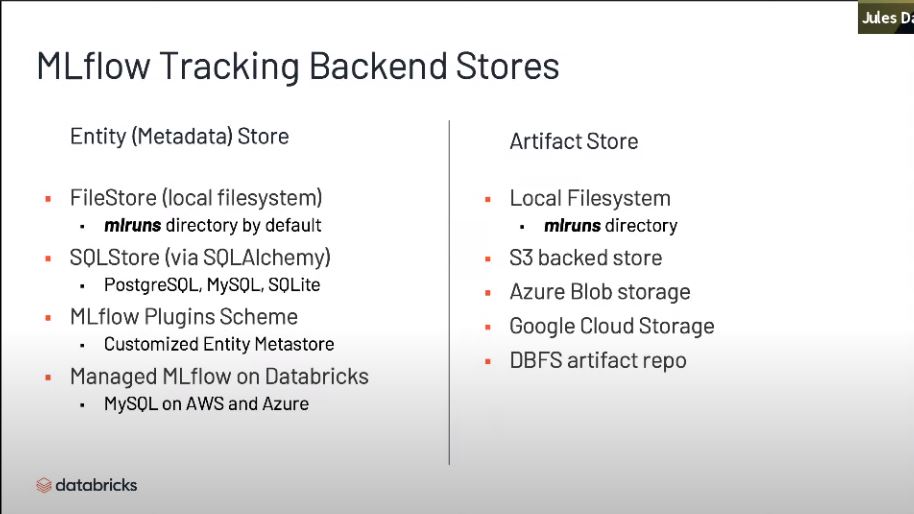 Jules Da
MLflow Tracking Backend Stores
Entity (Metadata) Store
FileStore (local filesystem)
mlruns directory by default
SQLStore (via SQLAlchemy)
PostgreSQL, MySQL, SQLite
MLflow Plugins Scheme
Customized Entity Metastore
Managed MLflow on Databricks
MySQL on AWS and Azure
Artifact Store
Local Filesystem
mlruns directory
S3 backed store
Azure Blob storage
Google Cloud Storage
DBFS artifact repo
databricks